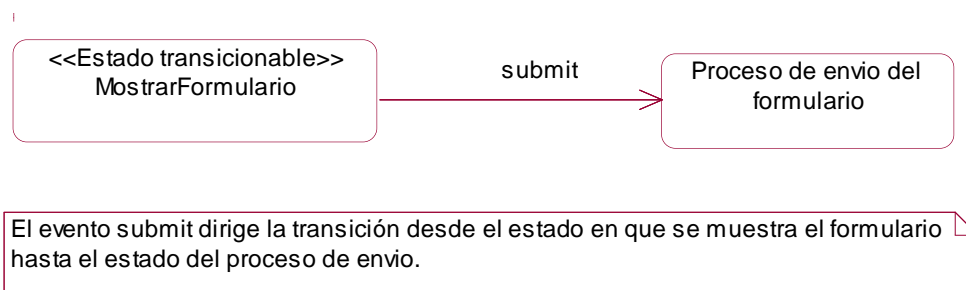 <<Estado transicionable>>
MostrarFormulario
submit
Proceso de envio del
formulario
El evento submit dirige la transición desde el estado en que se muestra el formulario
hasta el estado del proceso de envio.